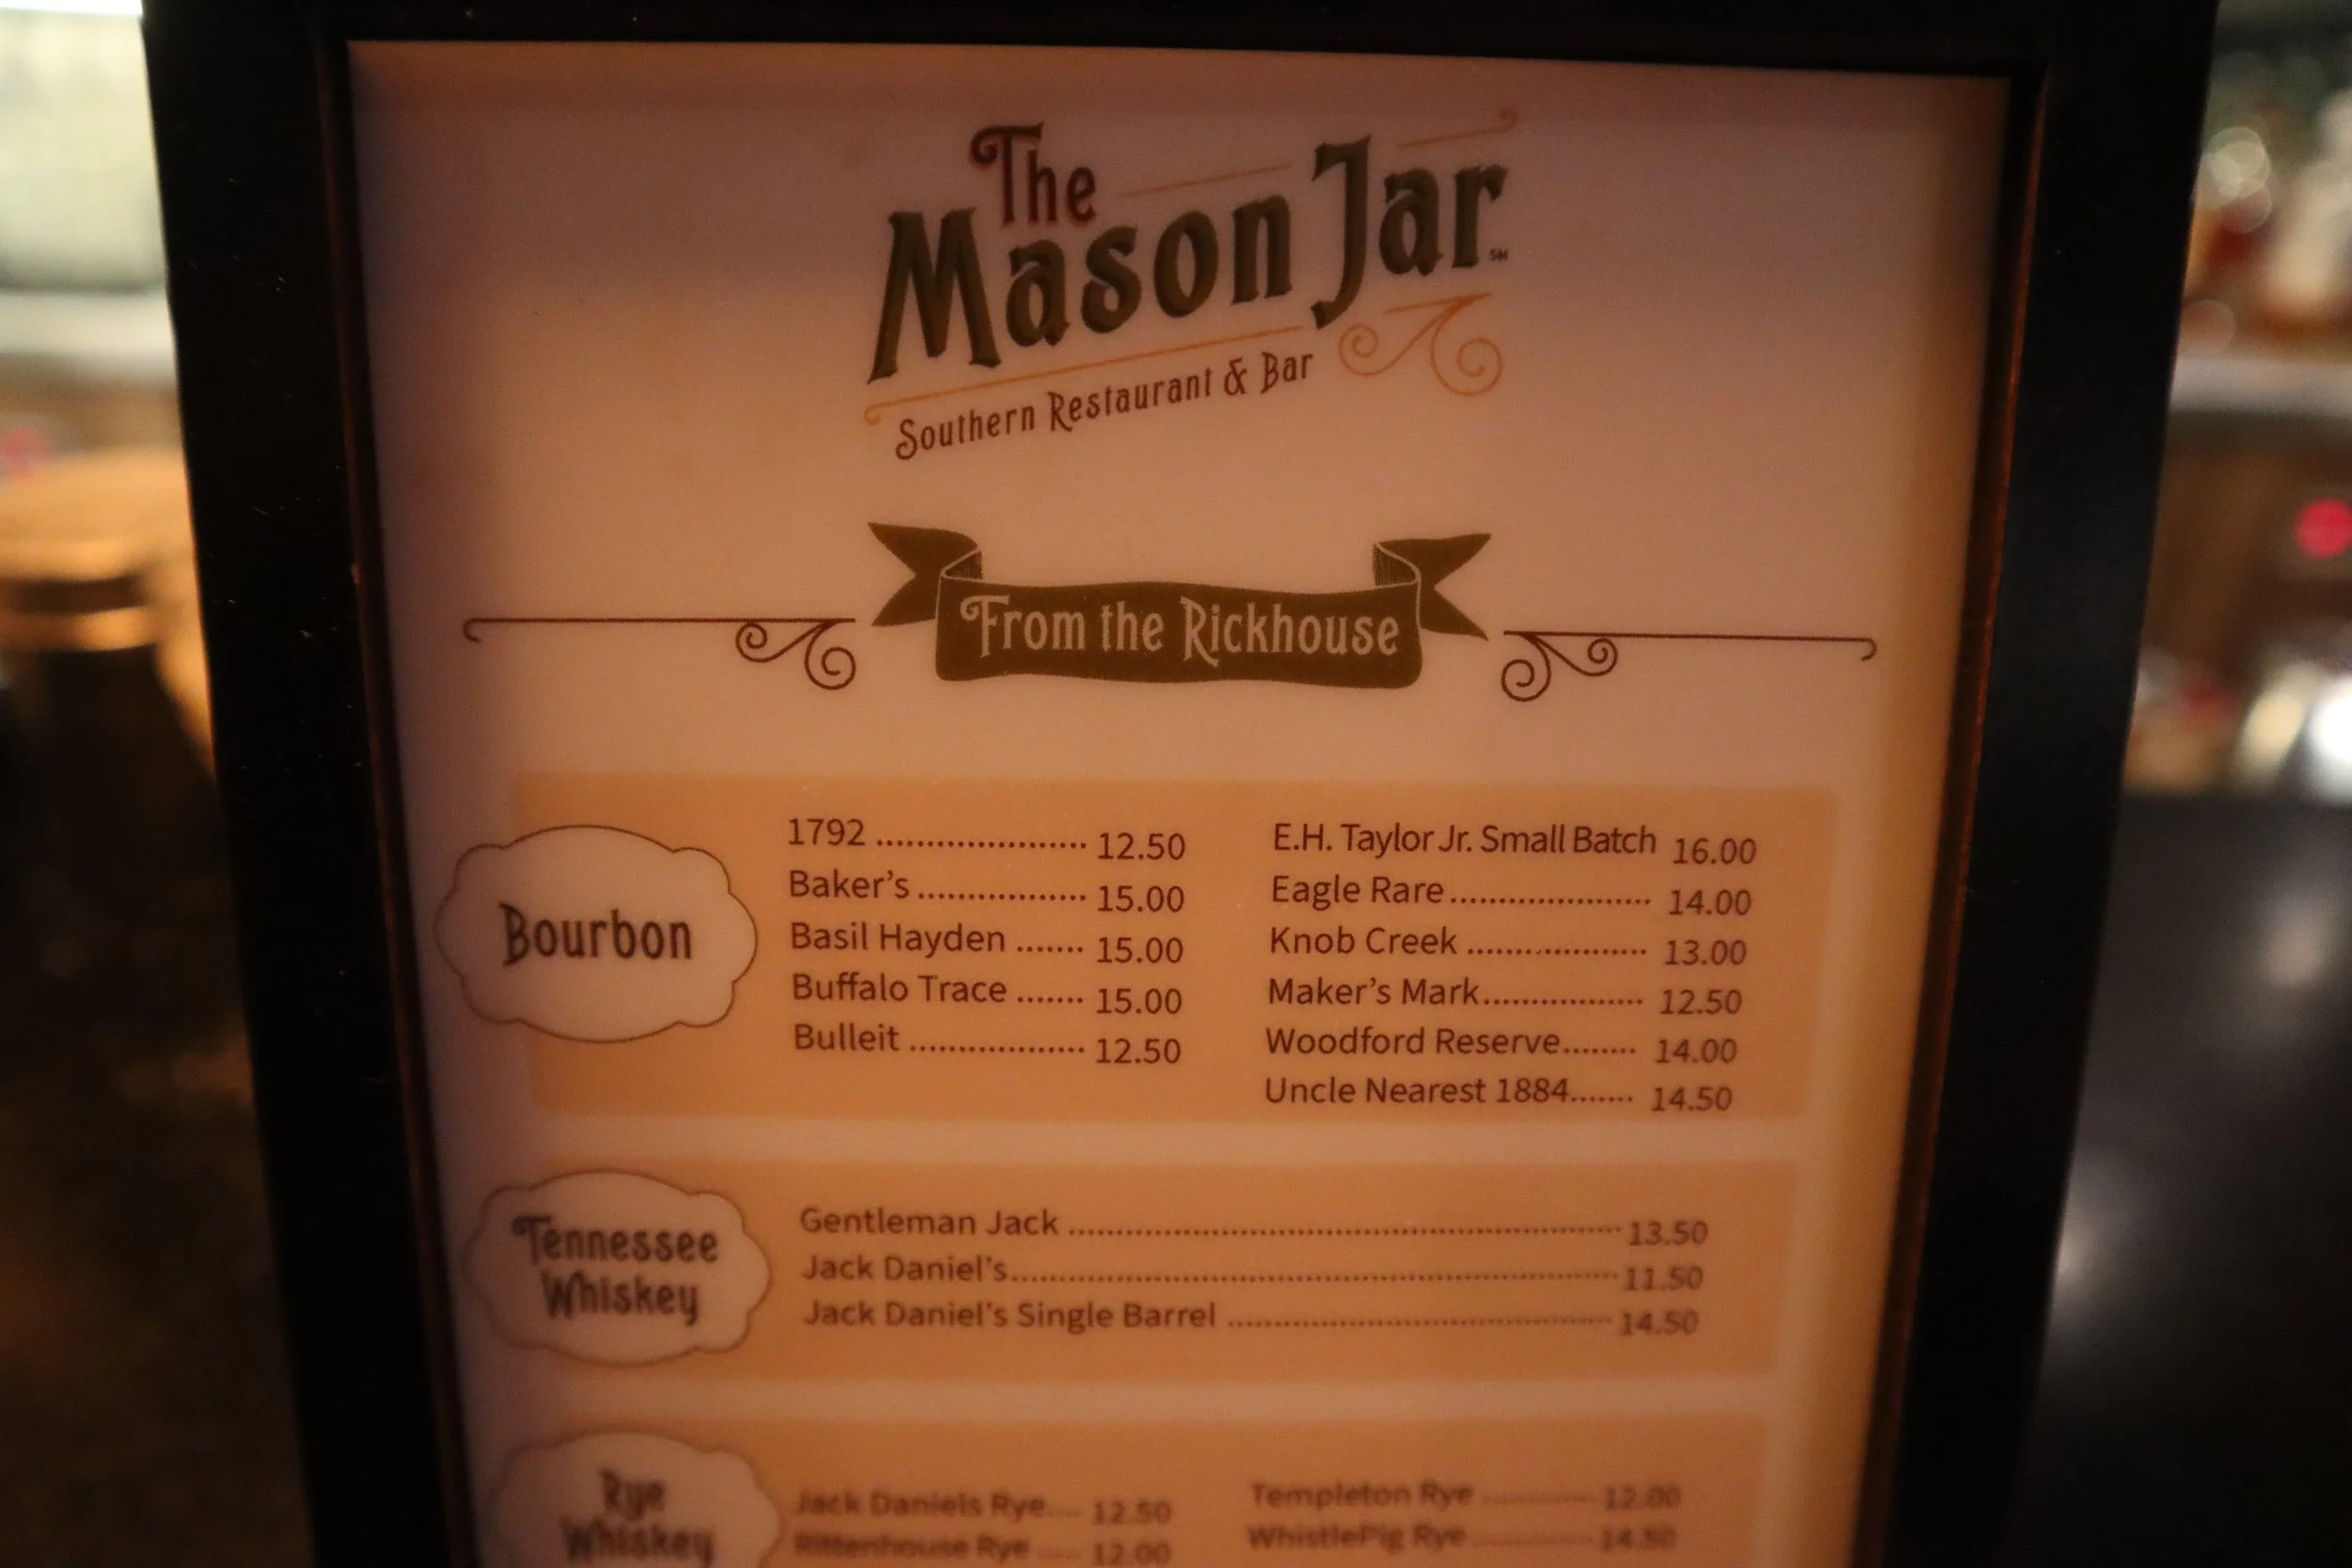 The
Mason Jar
SM
Southern Restaurant & Bar
From the Rickhouse
Bourbon
1792 ...................... 12.50
Baker's .................. 15.00
Basil Hayden ....... 15.00
Buffalo Trace ....... 15.00
Bulleit .................. 12.50
E.H. Taylor Jr. Small Batch 16.00
Eagle Rare ..................... 14.00
Knob Creek ................... 13.00
Maker's Mark ................. 12.50
Woodford Reserve ........ 14.00
Uncle Nearest 1884 ....... 14.50
Tennessee
Whiskey
Gentleman Jack .......................................................... 13.50
Jack Daniel's ................................................................ 11.50
Jack Daniel's Single Barrel ........................................ 14.50
Rye
Whiskey
Jack Daniels Rye .... 12.50
Rittenhouse Rye ..... 12.00
Templeton Rye ............ 12.00
WhistlePig Rye ............. 14.50